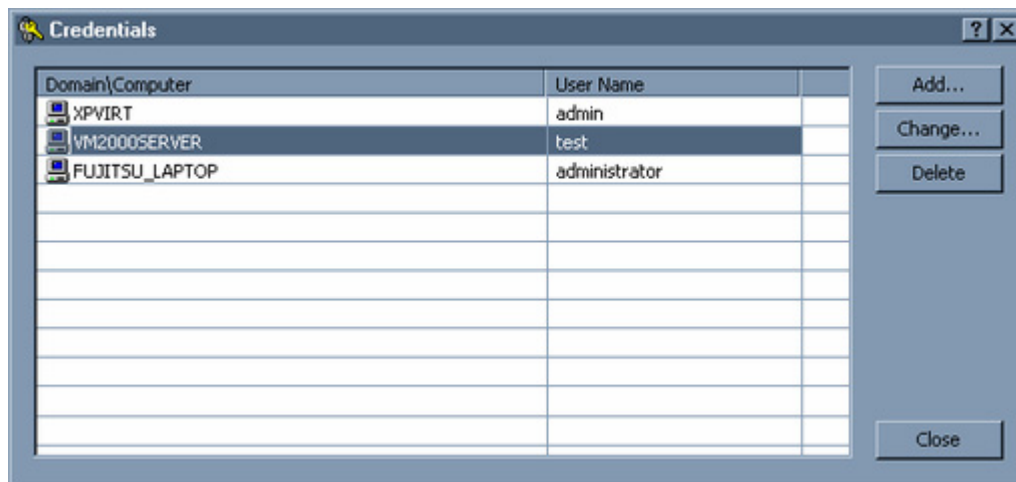 Credentials
Domain\Computer User Name
XPVIRT admin
VM2000SERVER test
FUJITSU_LAPTOP administrator
Add...
Change...
Delete
Close